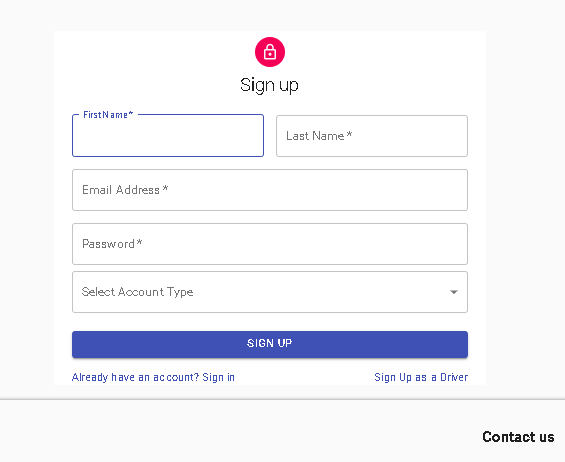 Sign up
First Name*
Last Name *
Email Address *
Password *
Select Account Type
SIGN UP
Already have an account? Sign in
Sign Up as a Driver
Contact us